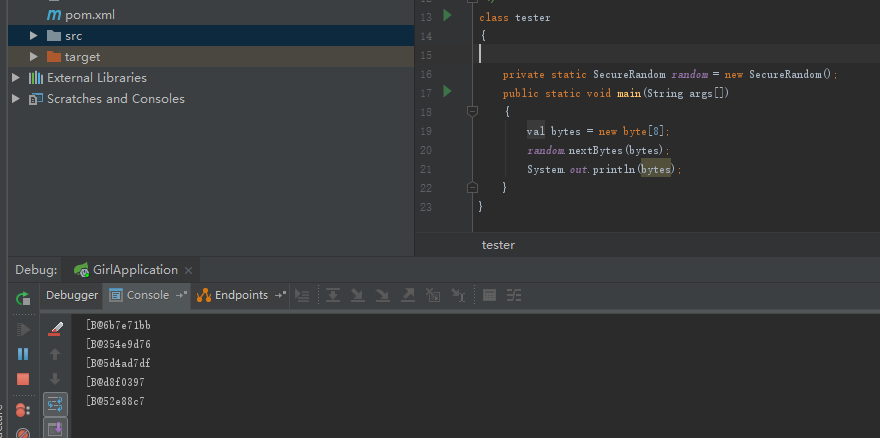 pom.xml
src
target
External Libraries
Scratches and Consoles
13 class tester
14 {
15
16 private static SecureRandom random = new SecureRandom();
17 public static void main(String args[])
18 {
19 val bytes = new byte[8];
20 random.nextBytes(bytes);
21 System.out.println(bytes);
22 }
23 }
tester
Debug: GirlApplication
Debugger Console Endpoints
[B@6b7e71bb
[B@354e9d76
[B@5d4ad7df
[B@d8f0397
[B@52e88c7